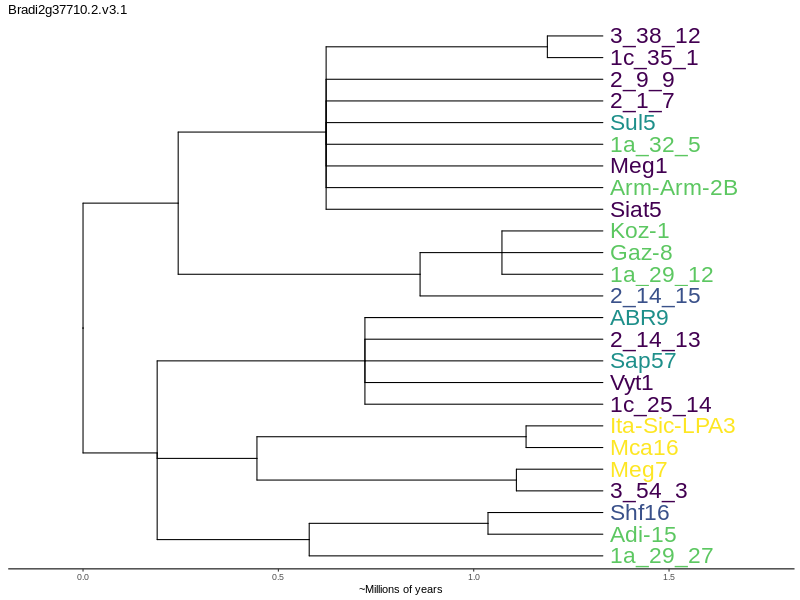 Bradi2g37710.2.v3.1
3_38_12
1c_35_1
2_9_9
2_1_7
Sul5
1a_32_5
Meg1
Arm-Arm-2B
Siat5
Koz-1
Gaz-8
1a_29_12
2_14_15
ABR9
2_14_13
Sap57
Vyt1
1c_25_14
Ita-Sic-LPA3
Mca16
Meg7
3_54_3
Shf16
Adi-15
1a_29_27
0.0 0.5 1.0 1.5
~Millions of years